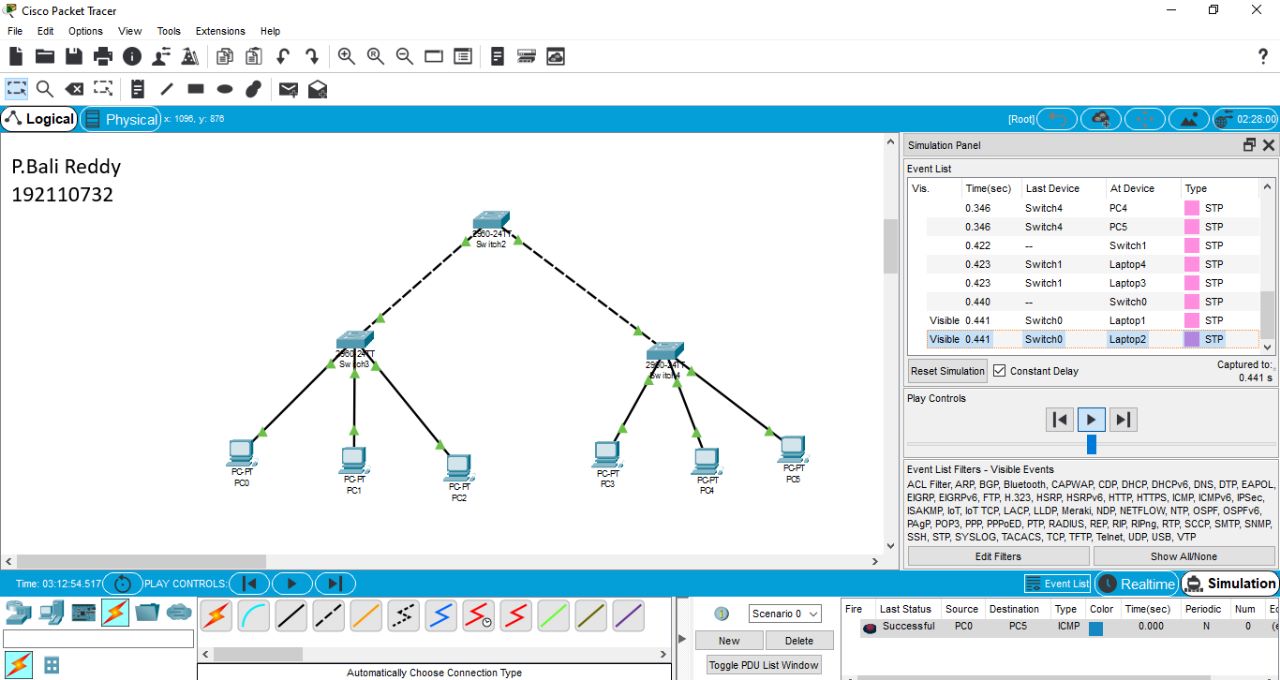 Cisco Packet Tracer
File Edit Options View Tools Extensions Help
?
Logical Physical x: 1096, y: 876 [Root] 02:28:00
P.Bali Reddy
192110732
2960-24TT
Switch2
2960-24TT
Switch3
2960-24TT
Switch4
PC-PT
PC0
PC-PT
PC1
PC-PT
PC2
PC-PT
PC3
PC-PT
PC4
PC-PT
PC5
Simulation Panel
Event List
Vis. Time(sec) Last Device At Device Type
0.346 Switch4 PC4 STP
0.346 Switch4 PC5 STP
0.422 -- Switch1 STP
0.423 Switch1 Laptop4 STP
0.423 Switch1 Laptop3 STP
0.440 -- Switch0 STP
Visible 0.441 Switch0 Laptop1 STP
Visible 0.441 Switch0 Laptop2 STP
Reset Simulation Constant Delay Captured to:
0.441 s
Play Controls
Event List Filters - Visible Events
ACL Filter, ARP, BGP, Bluetooth, CAPWAP, CDP, DHCP, DHCPv6, DNS, DTP, EAPOL,
EIGRP, EIGRPv6, FTP, H.323, HSRP, HSRPv6, HTTP, HTTPS, ICMP, ICMPv6, IPSec,
ISAKMP, IoT, IoT TCP, LACP, LLDP, Meraki, NDP, NETFLOW, NTP, OSPF, OSPFv6,
PAgP, POP3, PPP, PPPoED, PTP, RADIUS, REP, RIP, RIPng, RTP, SCCP, SMTP, SNMP,
SSH, STP, SYSLOG, TACACS, TCP, TFTP, Telnet, UDP, USB, VTP
Edit Filters Show All/None
Time: 03:12:54.517 PLAY CONTROLS: Event List Realtime Simulation
Automatically Choose Connection Type
Scenario 0
New Delete
Toggle PDU List Window
Fire Last Status Source Destination Type Color Time(sec) Periodic Num
Successful PC0 PC5 ICMP 0.000 N 0